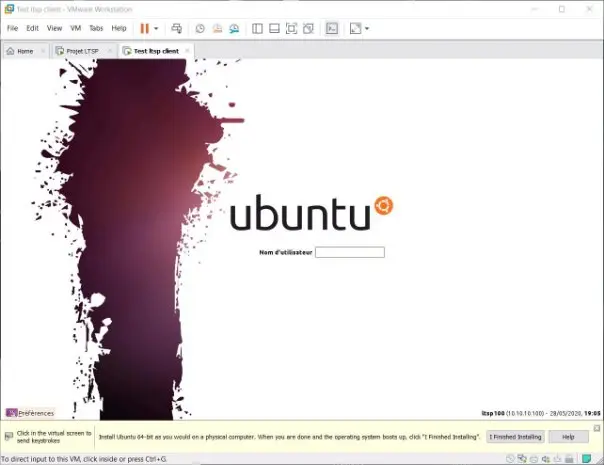 Test ltsp client - VMware Workstation
File Edit View VM Tabs Help
Home Projet LTSP Test ltsp client
ubuntu
Nom d'utilisateur
Préférences
ltsp100 (10.10.10.100) - 28/05/2026, 19:05
Click in the virtual screen to
send keystrokes
Install Ubuntu 64-bit as you would on a physical computer. When you are done and the operating system boots up, click "I Finished Installing".
I Finished Installing
Help
To direct input to this VM, click inside or press Ctrl+G.